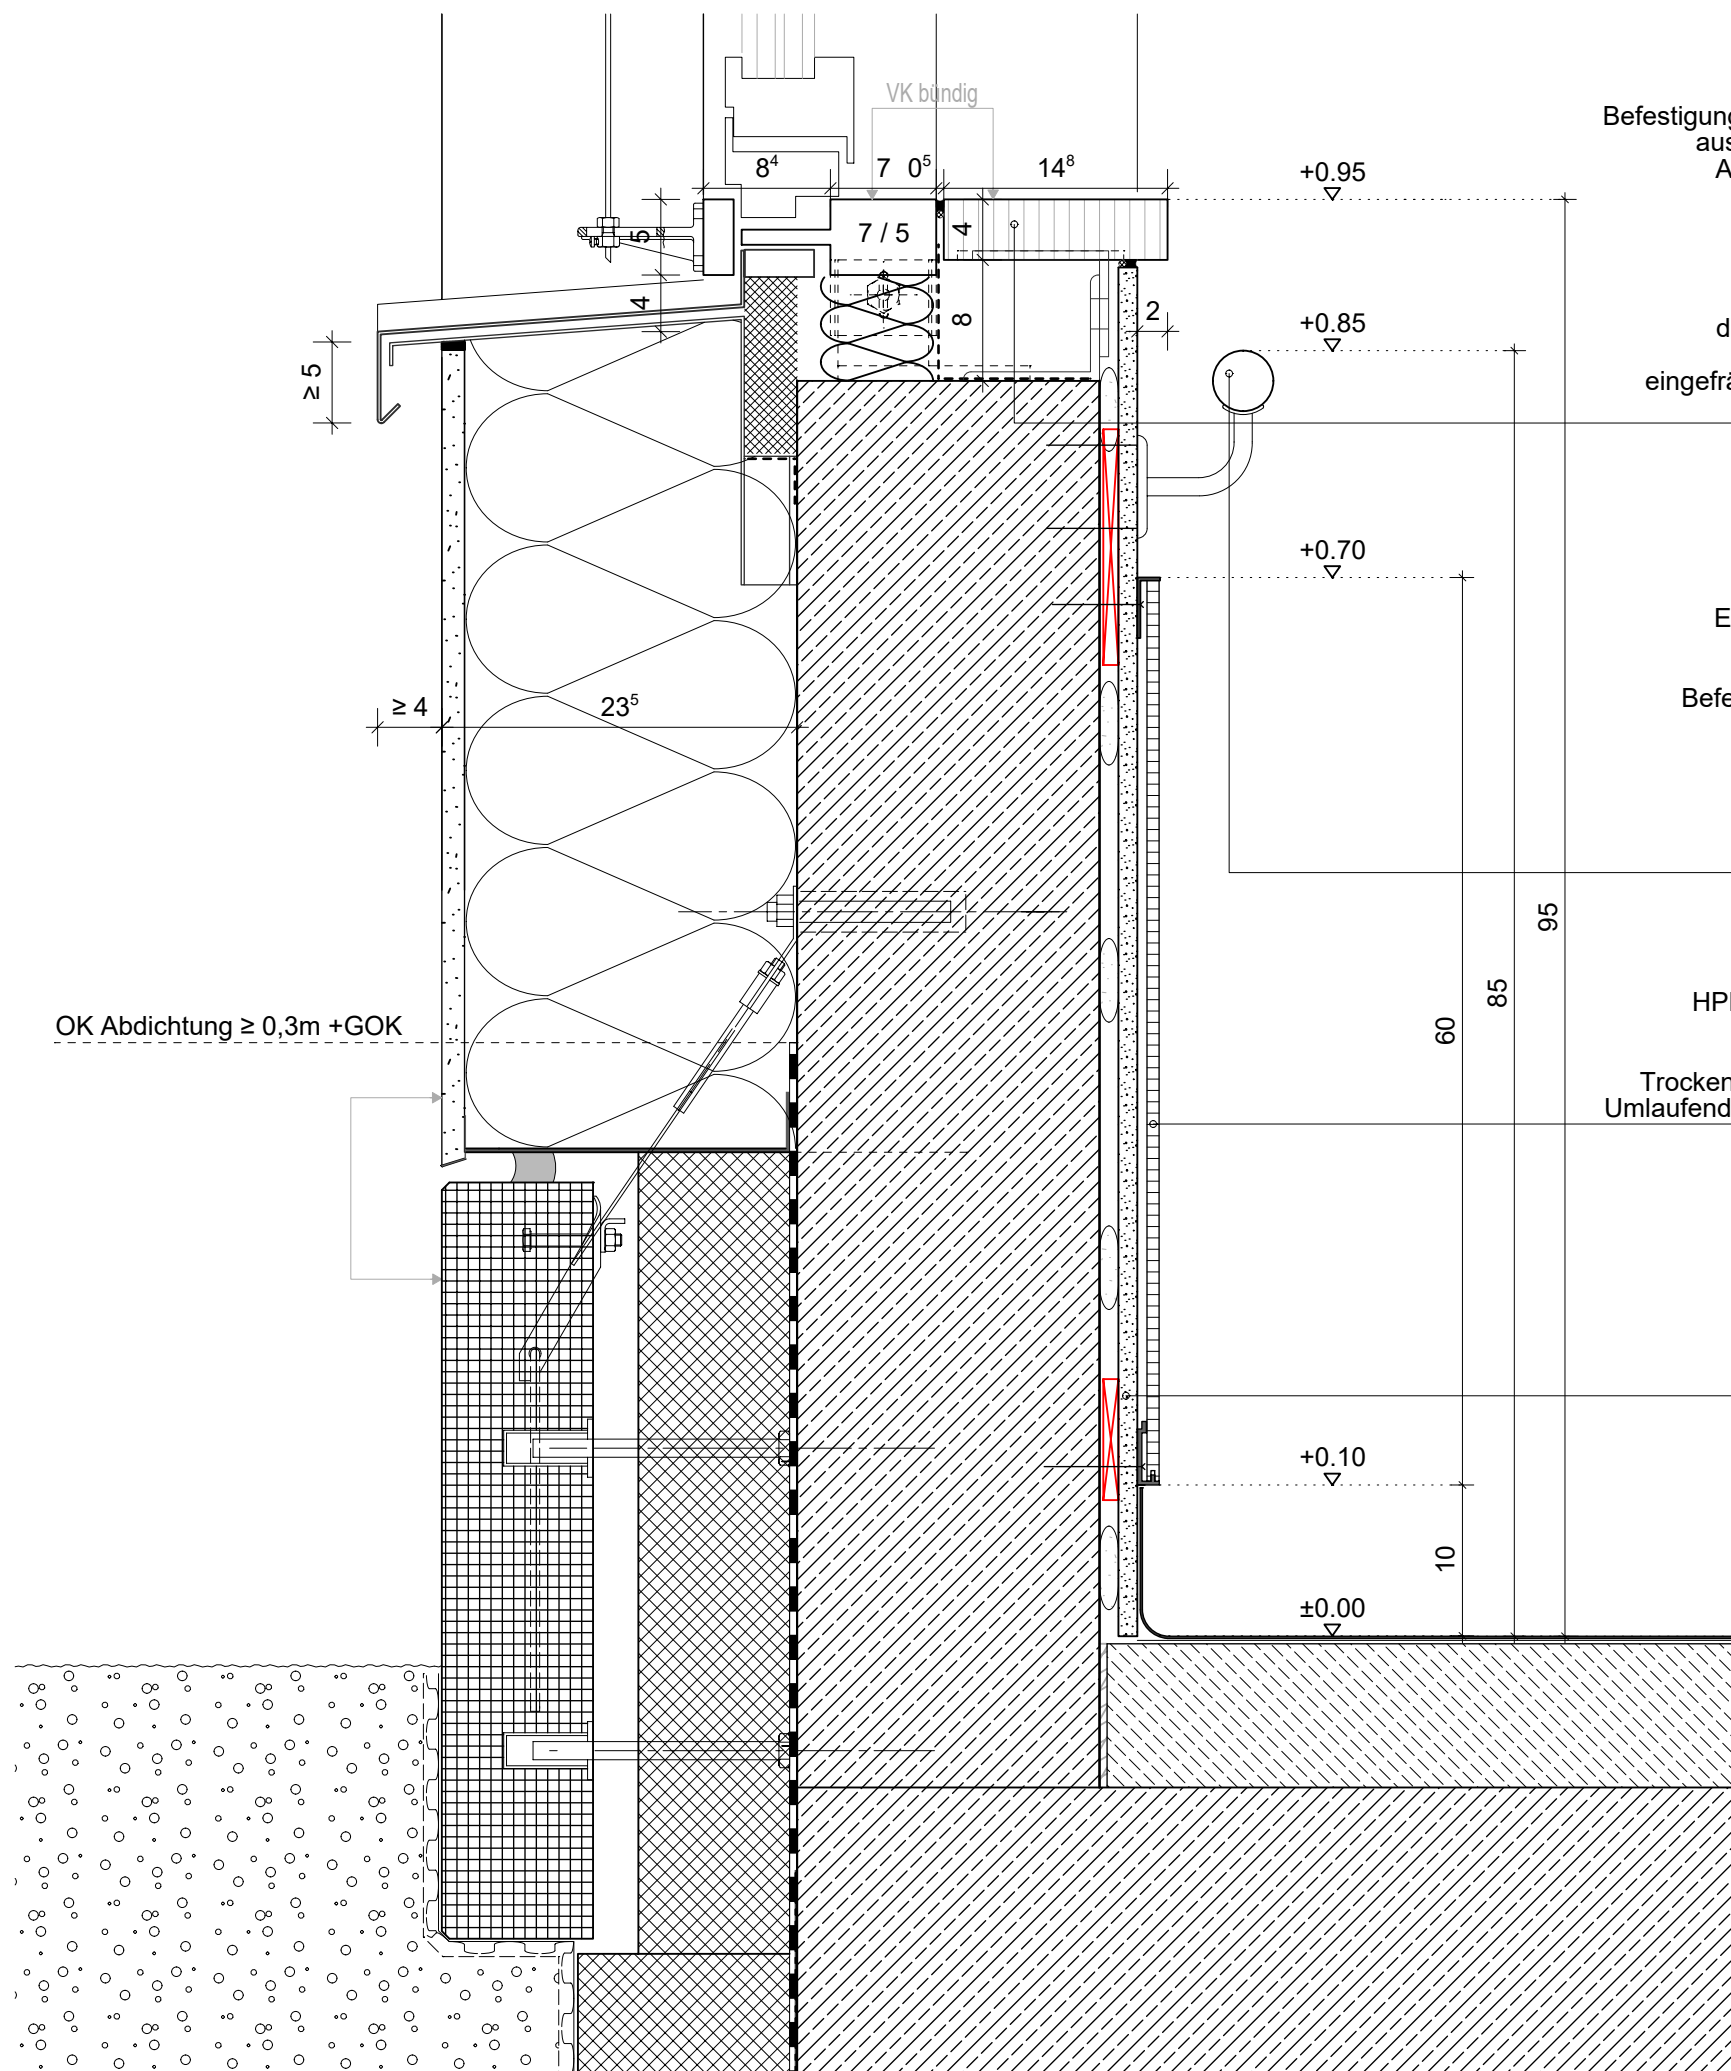 VK bündig
Befestigung
aus
A
8⁴
7
0⁵
14⁸
+0.95
5
7 / 5
4
4
8
2
+0.85
d
≥ 5
eingefrä
+0.70
E
≥ 4
23⁵
Befe
95
85
HPL
60
OK Abdichtung ≥ 0,3m +GOK
Trocken
Umlaufend
+0.10
10
±0.00